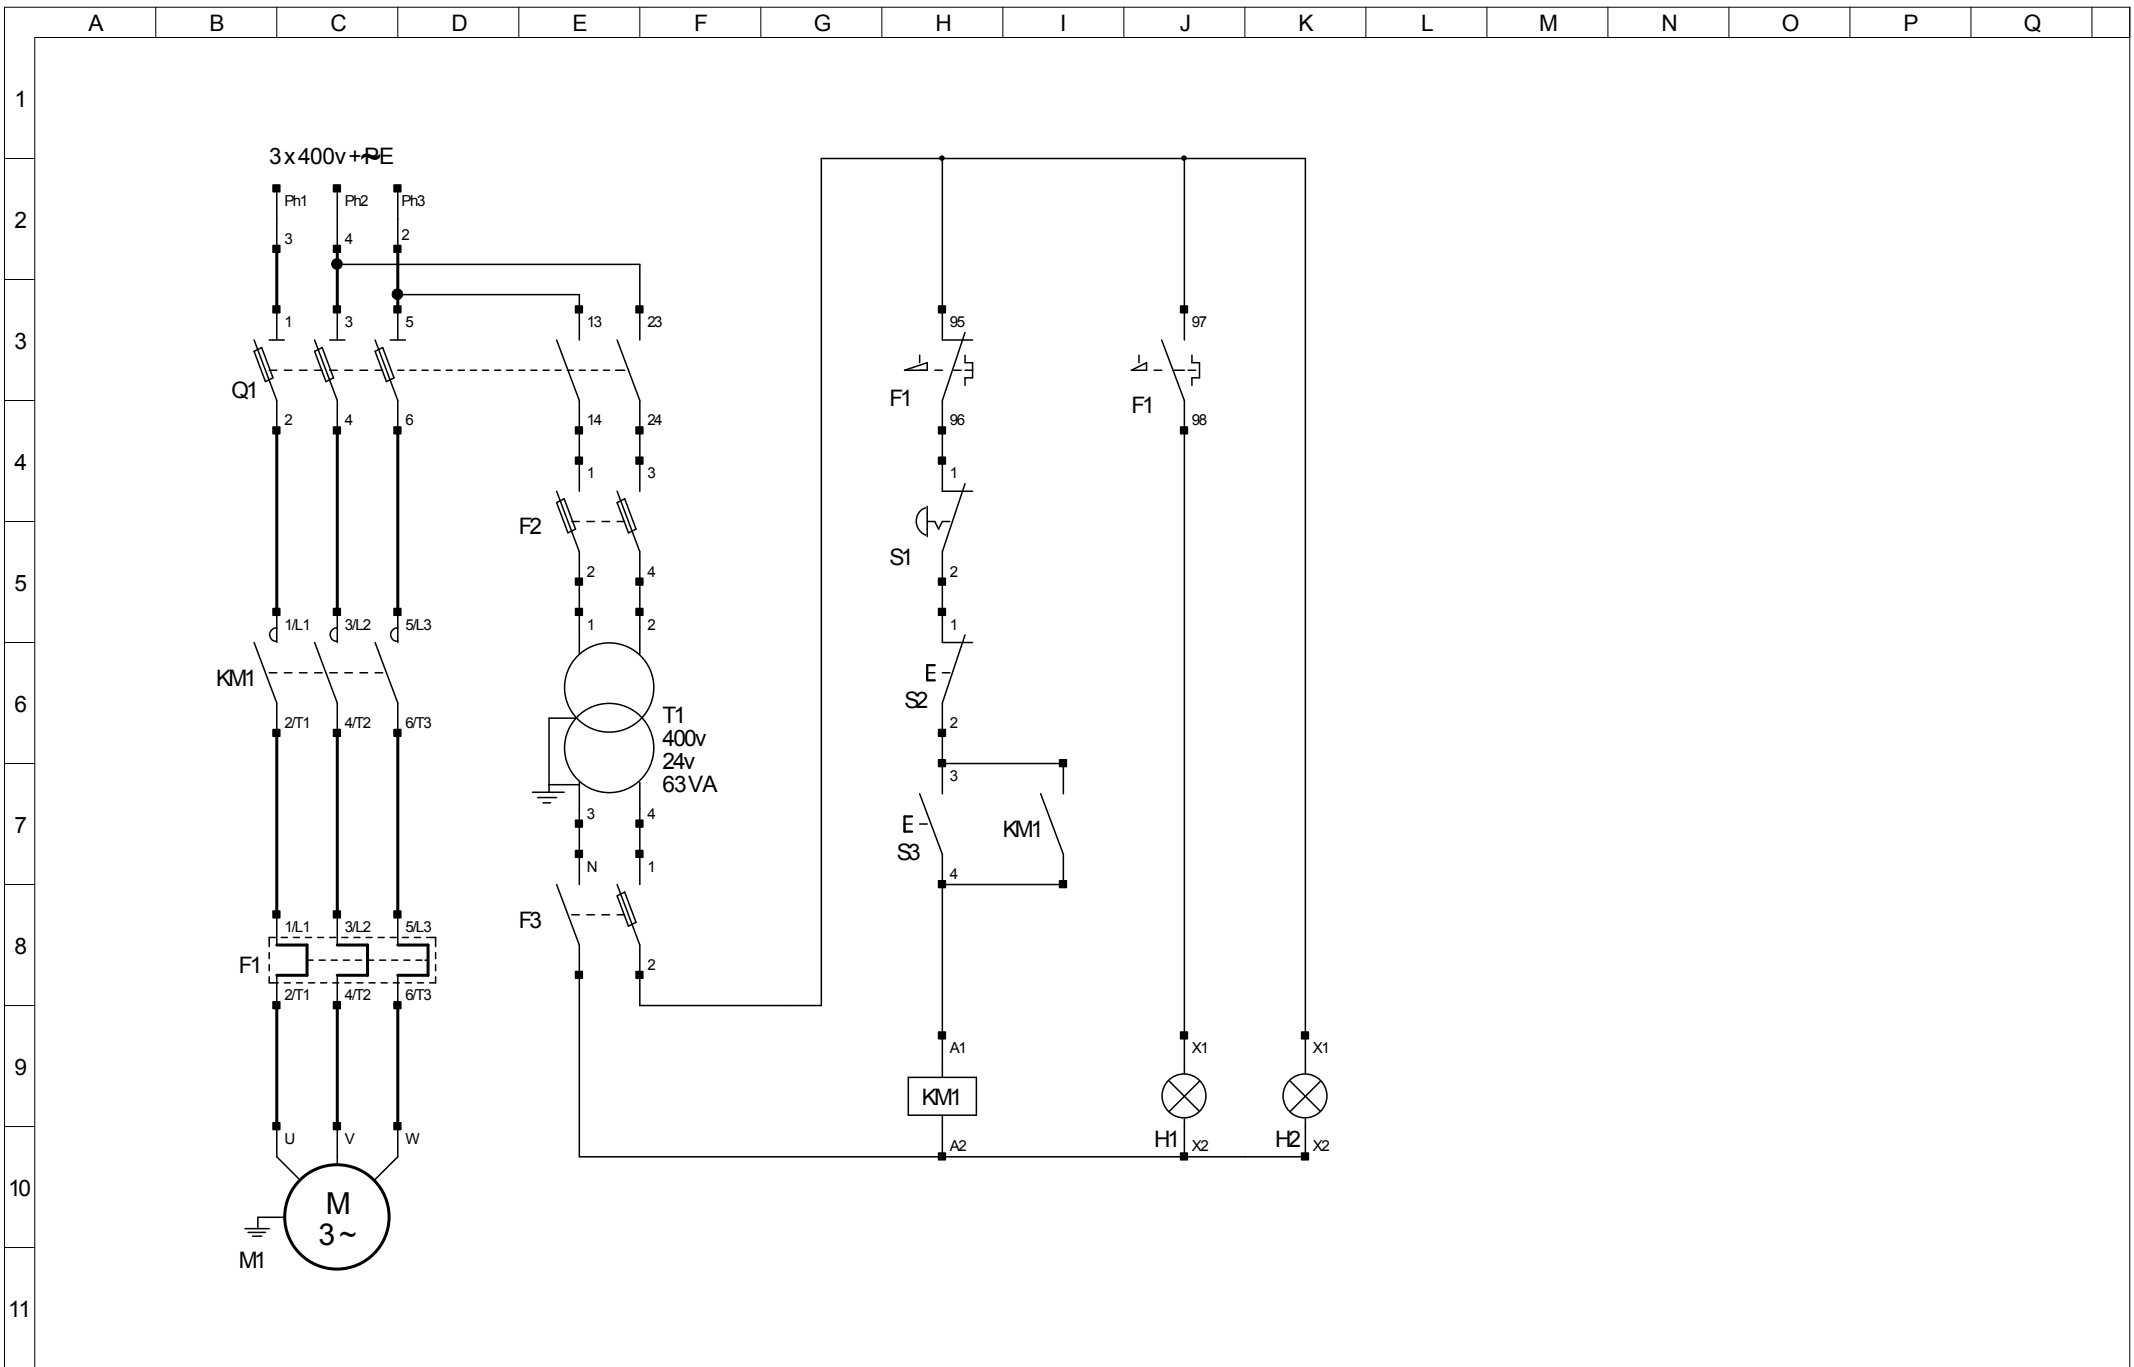 A B C D E F G H I J K L M N O P Q
1
3 x 400v ~ + PE
Ph1 Ph2 Ph3
2
3 4 2
1 3 5 13 23 95 97
3
Q1 F1 F1
2 4 6 14 24 96 98
4
1 3 1
F2
S1
5
2 4 2
1/L1 3/L2 5/L3 1 2 1
KM1 E
6
S2
2/T1 4/T2 6/T3 2
T1
400v
24v
63 VA
3
3 4
7
E KM1
S3
N 1 4
F3
1/L1 3/L2 5/L3
8
F1 2
2/T1 4/T2 6/T3
A1 X1 X1
9
KM1
U V W H1 H2
A2 X2 X2
10
M
3 ~
M1
11